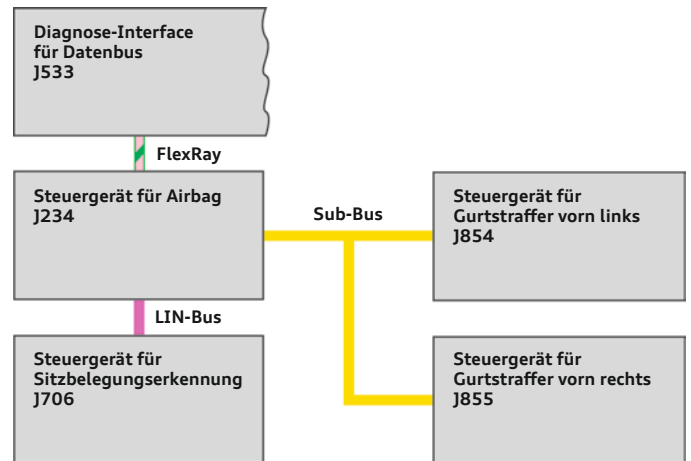 Diagnose-Interface
für Datenbus
J533
FlexRay
Steuergerät für Airbag
J234
Sub-Bus
Steuergerät für
Gurtstraffer vorn links
J854
LIN-Bus
Steuergerät für
Sitzbelegungserkennung
J706
Steuergerät für
Gurtstraffer vorn rechts
J855